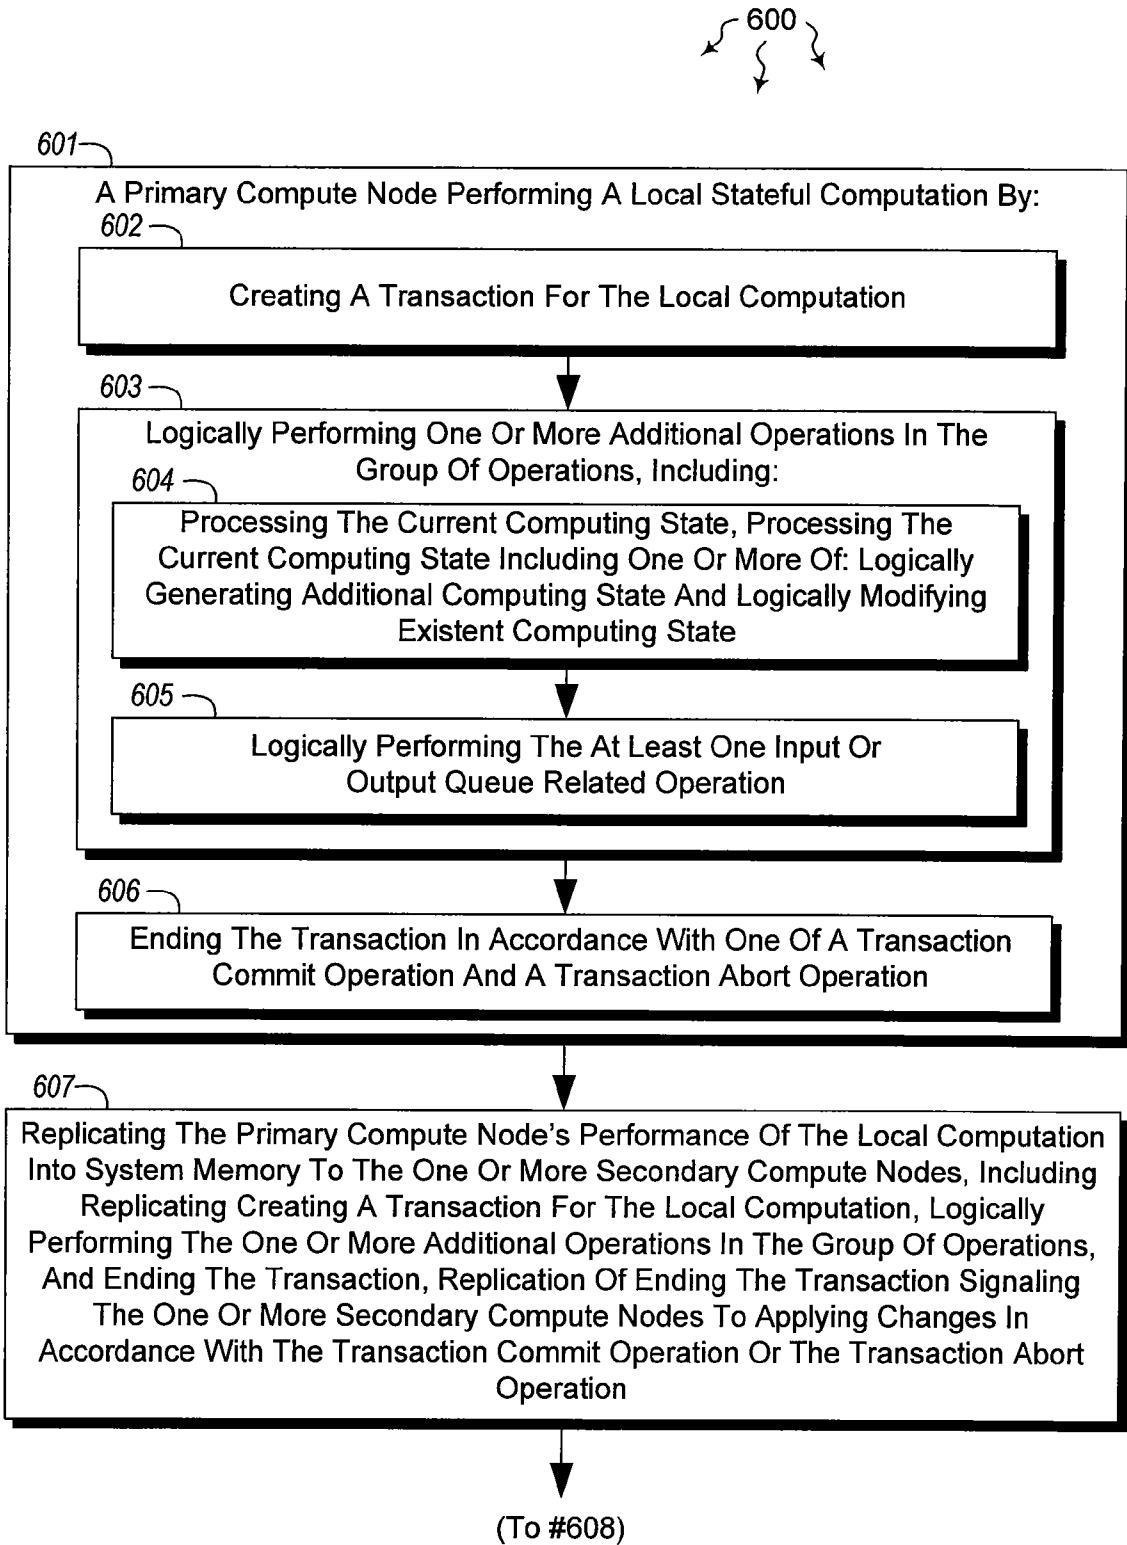 600
601
A Primary Compute Node Performing A Local Stateful Computation By:
602
Creating A Transaction For The Local Computation
603
Logically Performing One Or More Additional Operations In The
Group Of Operations, Including:
604
Processing The Current Computing State, Processing The
Current Computing State Including One Or More Of: Logically
Generating Additional Computing State And Logically Modifying
Existent Computing State
605
Logically Performing The At Least One Input Or
Output Queue Related Operation
606
Ending The Transaction In Accordance With One Of A Transaction
Commit Operation And A Transaction Abort Operation
607
Replicating The Primary Compute Node's Performance Of The Local Computation
Into System Memory To The One Or More Secondary Compute Nodes, Including
Replicating Creating A Transaction For The Local Computation, Logically
Performing The One Or More Additional Operations In The Group Of Operations,
And Ending The Transaction, Replication Of Ending The Transaction Signaling
The One Or More Secondary Compute Nodes To Applying Changes In
Accordance With The Transaction Commit Operation Or The Transaction Abort
Operation
(To #608)